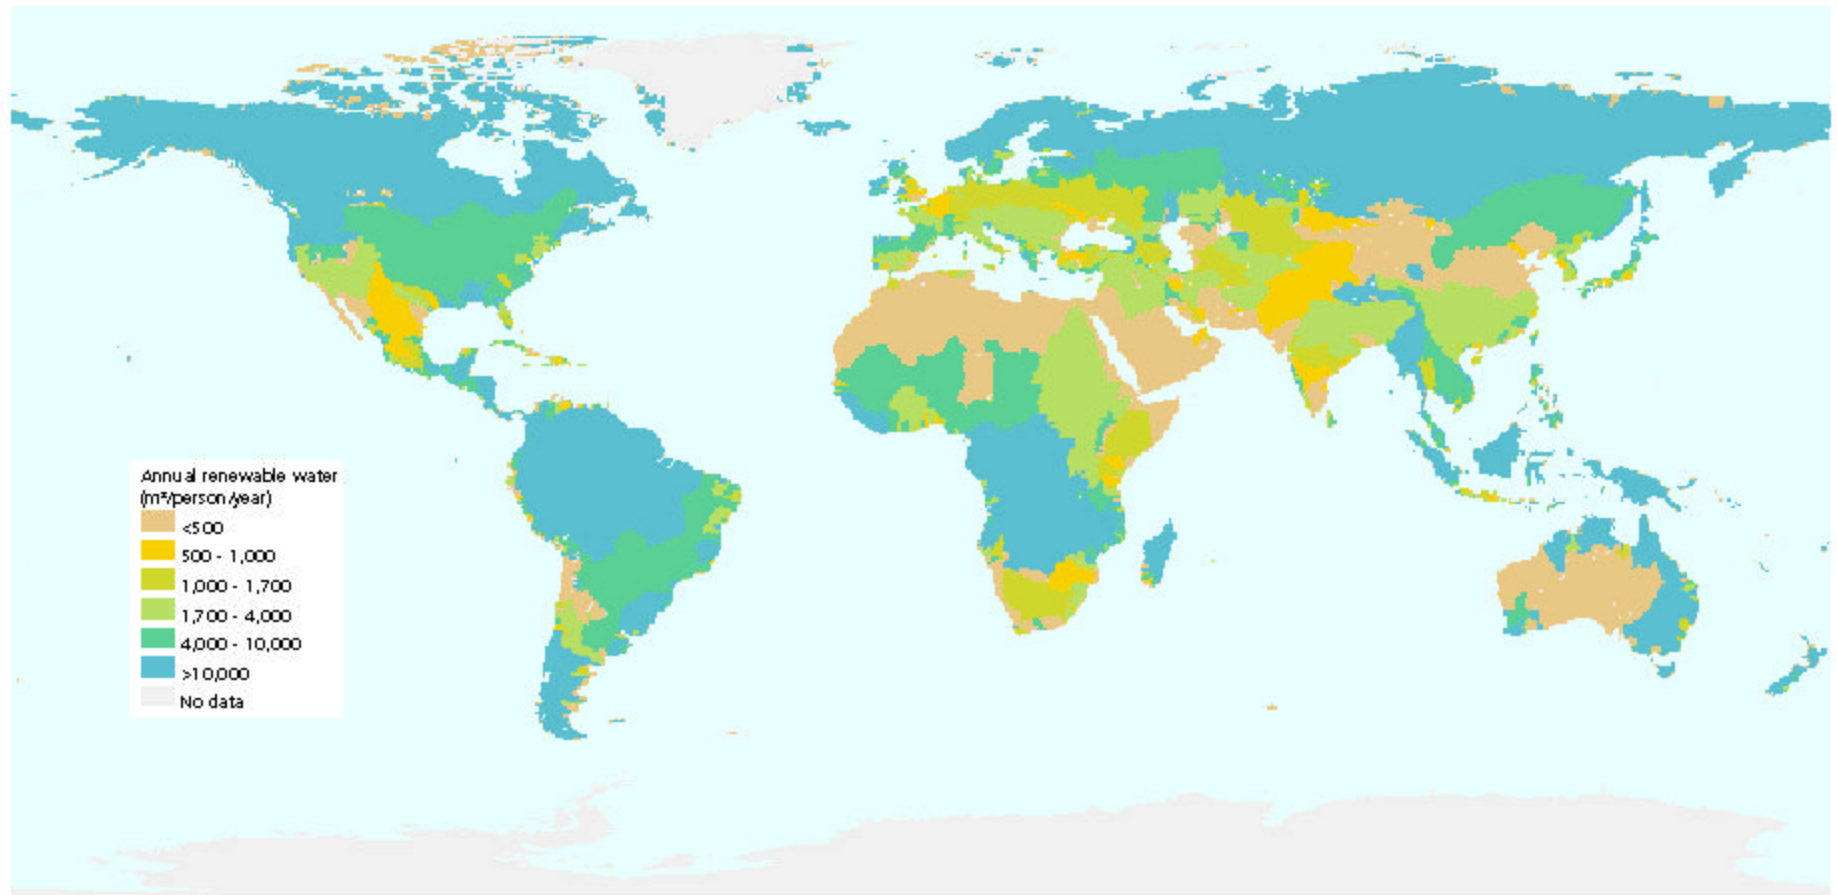 Annual renewable water
(m³/person/year)
<500
500 - 1,000
1,000 - 1,700
1,700 - 4,000
4,000 - 10,000
>10,000
No data